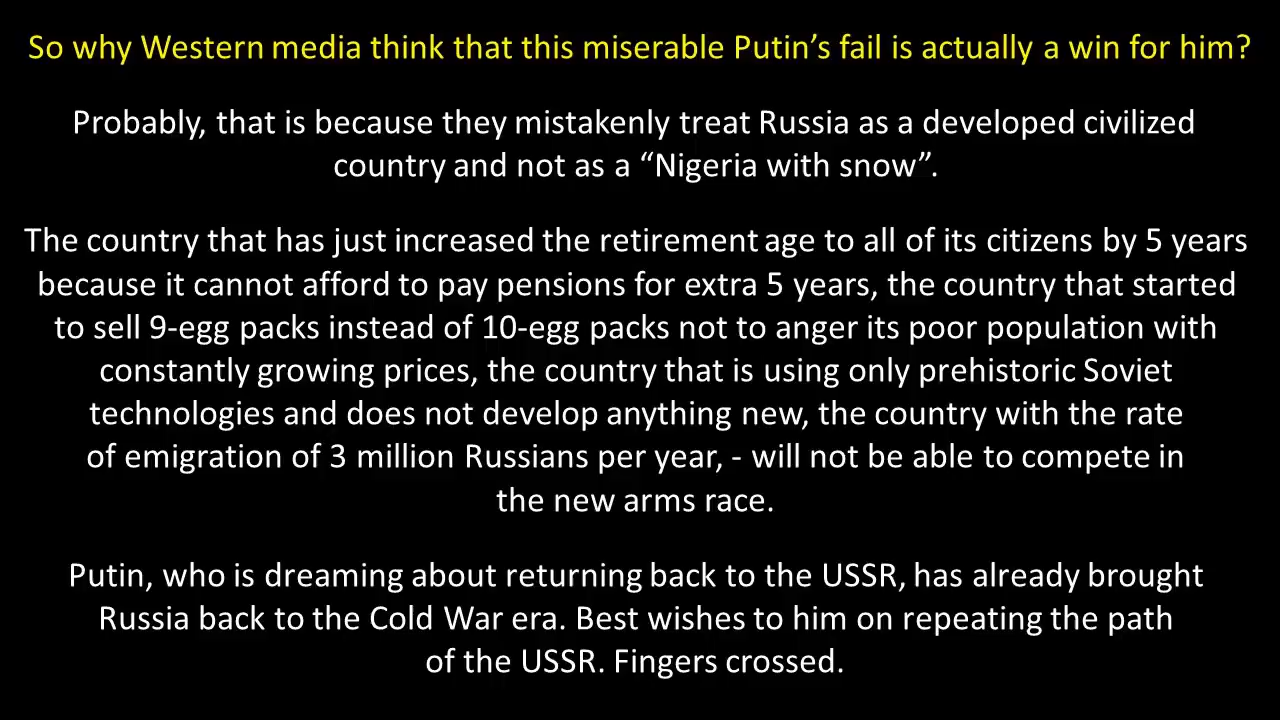 So why Western media think that this miserable Putin’s fail is actually a win for him?
Probably, that is because they mistakenly treat Russia as a developed civilized
country and not as a “Nigeria with snow”.
The country that has just increased the retirement age to all of its citizens by 5 years
because it cannot afford to pay pensions for extra 5 years, the country that started
to sell 9-egg packs instead of 10-egg packs not to anger its poor population with
constantly growing prices, the country that is using only prehistoric Soviet
technologies and does not develop anything new, the country with the rate
of emigration of 3 million Russians per year, - will not be able to compete in
the new arms race.
Putin, who is dreaming about returning back to the USSR, has already brought
Russia back to the Cold War era. Best wishes to him on repeating the path
of the USSR. Fingers crossed.